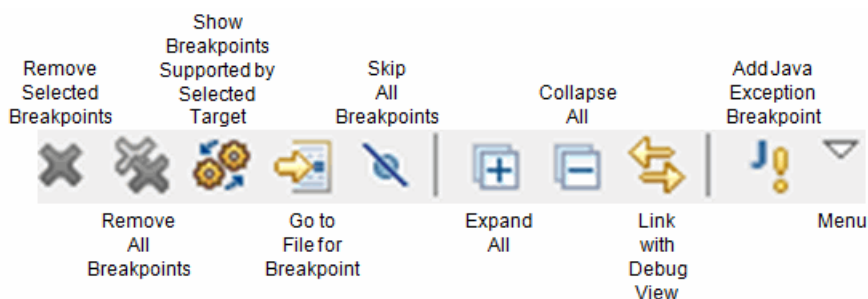 Remove
Selected
Breakpoints
Show
Breakpoints
Supported by
Selected
Target
Skip
All
Breakpoints
Collapse
All
Add Java
Exception
Breakpoint
J
Remove
All
Breakpoints
Go to
File for
Breakpoint
Expand
All
Link
with
Debug
View
Menu